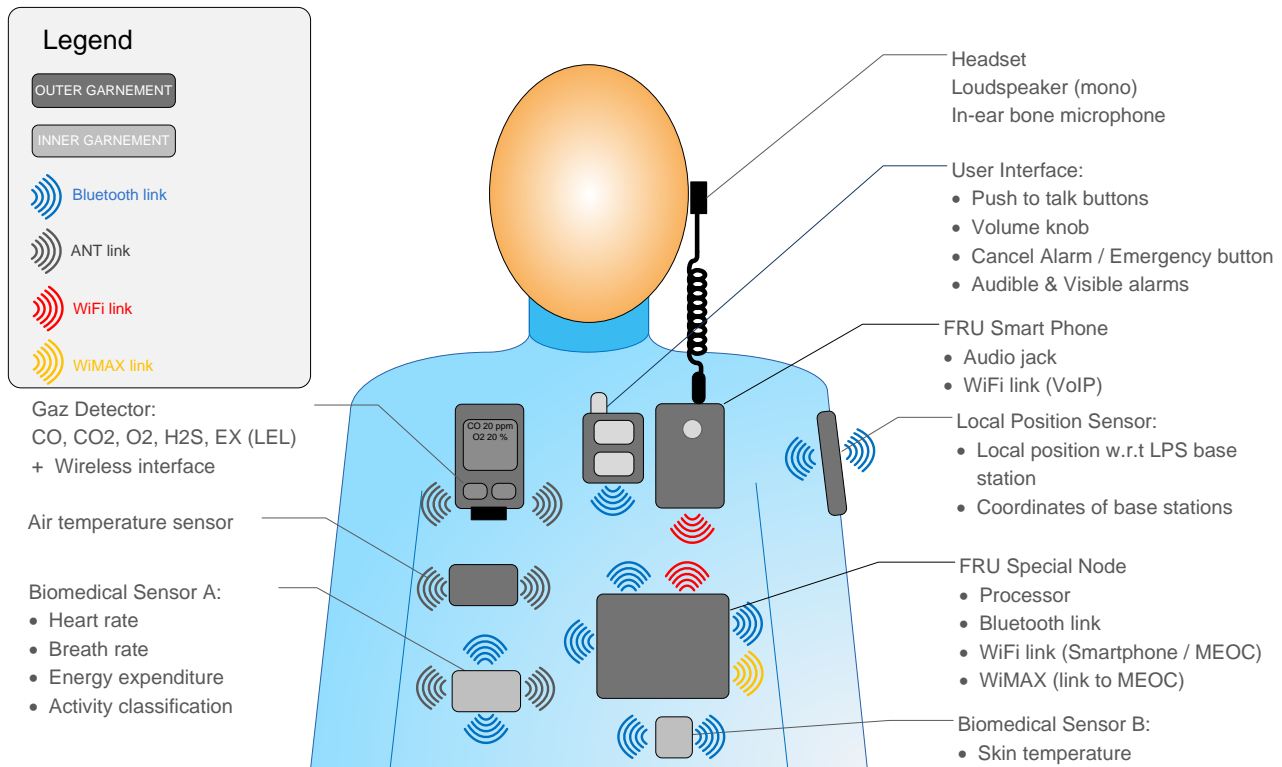 Legend
OUTER GARNEMENT
INNER GARNEMENT
Bluetooth link
ANT link
WiFi link
WiMAX link
Gaz Detector:
CO, CO2, O2, H2S, EX (LEL)
+ Wireless interface
Air temperature sensor
Biomedical Sensor A:
• Heart rate
• Breath rate
• Energy expenditure
• Activity classification
CO 20 ppm
O2 20 %
Headset
Loudspeaker (mono)
In-ear bone microphone
User Interface:
• Push to talk buttons
• Volume knob
• Cancel Alarm / Emergency button
• Audible & Visible alarms
FRU Smart Phone
• Audio jack
• WiFi link (VoIP)
Local Position Sensor:
• Local position w.r.t LPS base
station
• Coordinates of base stations
FRU Special Node
• Processor
• Bluetooth link
• WiFi link (Smartphone / MEOC)
• WiMAX (link to MEOC)
Biomedical Sensor B:
• Skin temperature